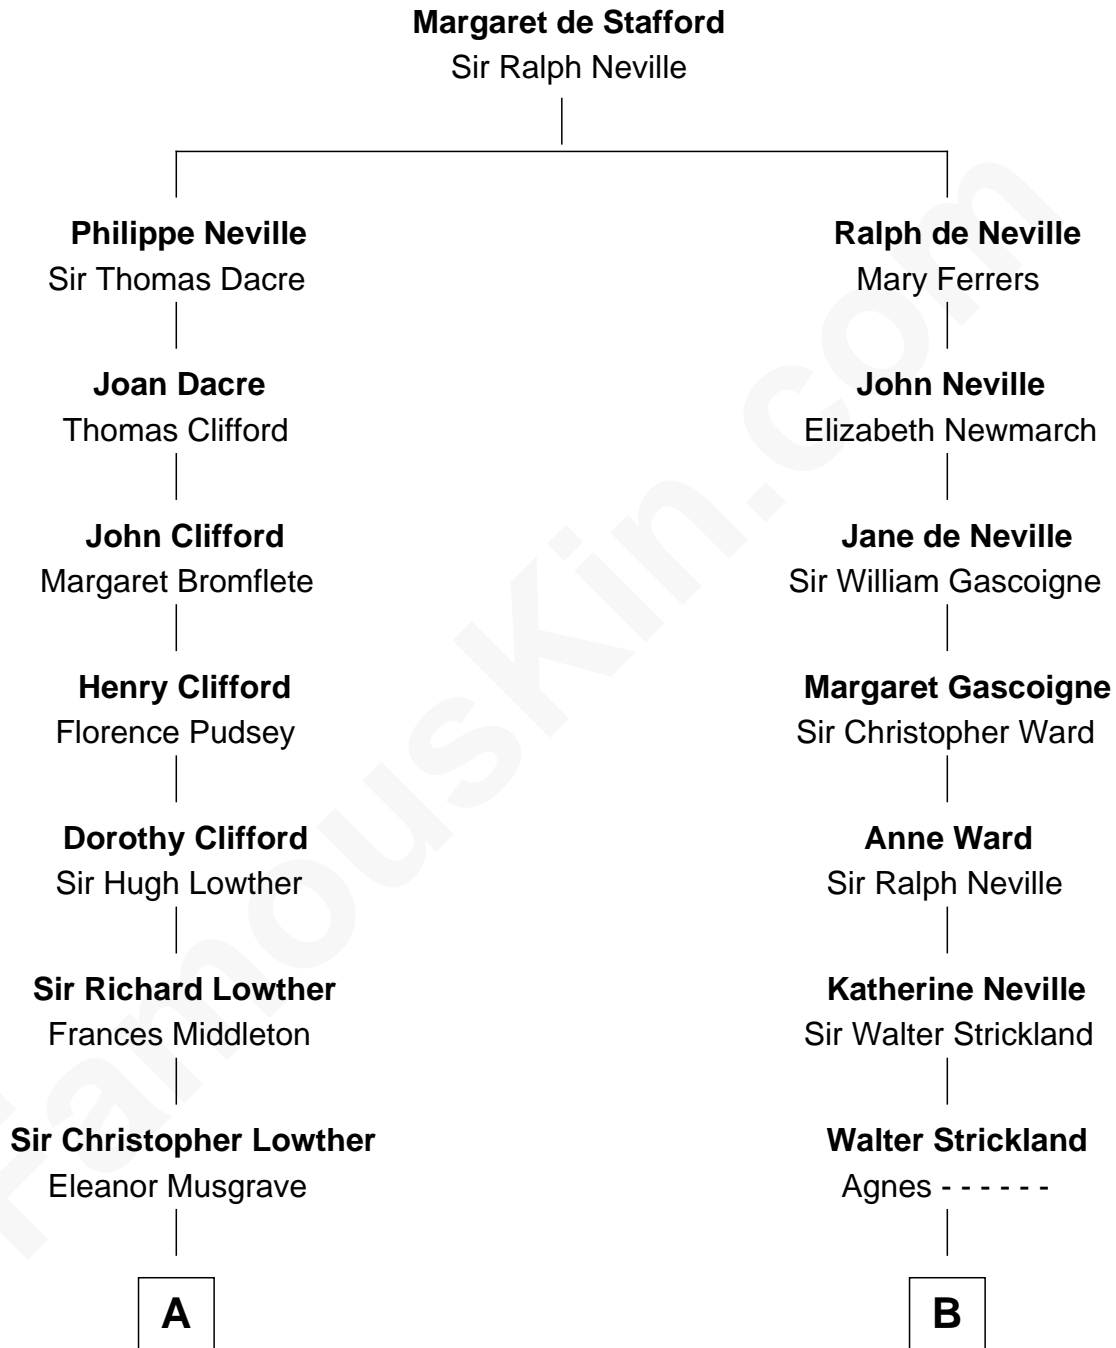 Margaret de Stafford
Sir Ralph Neville
Philippe Neville
Sir Thomas Dacre
Joan Dacre
Thomas Clifford
John Clifford
Margaret Bromflete
Henry Clifford
Florence Pudsey
Dorothy Clifford
Sir Hugh Lowther
Sir Richard Lowther
Frances Middleton
Sir Christopher Lowther
Eleanor Musgrave
A
Ralph de Neville
Mary Ferrers
John Neville
Elizabeth Newmarch
Jane de Neville
Sir William Gascoigne
Margaret Gascoigne
Sir Christopher Ward
Anne Ward
Sir Ralph Neville
Katherine Neville
Sir Walter Strickland
Walter Strickland
Agnes - - - - - -
B
FamousKin.com